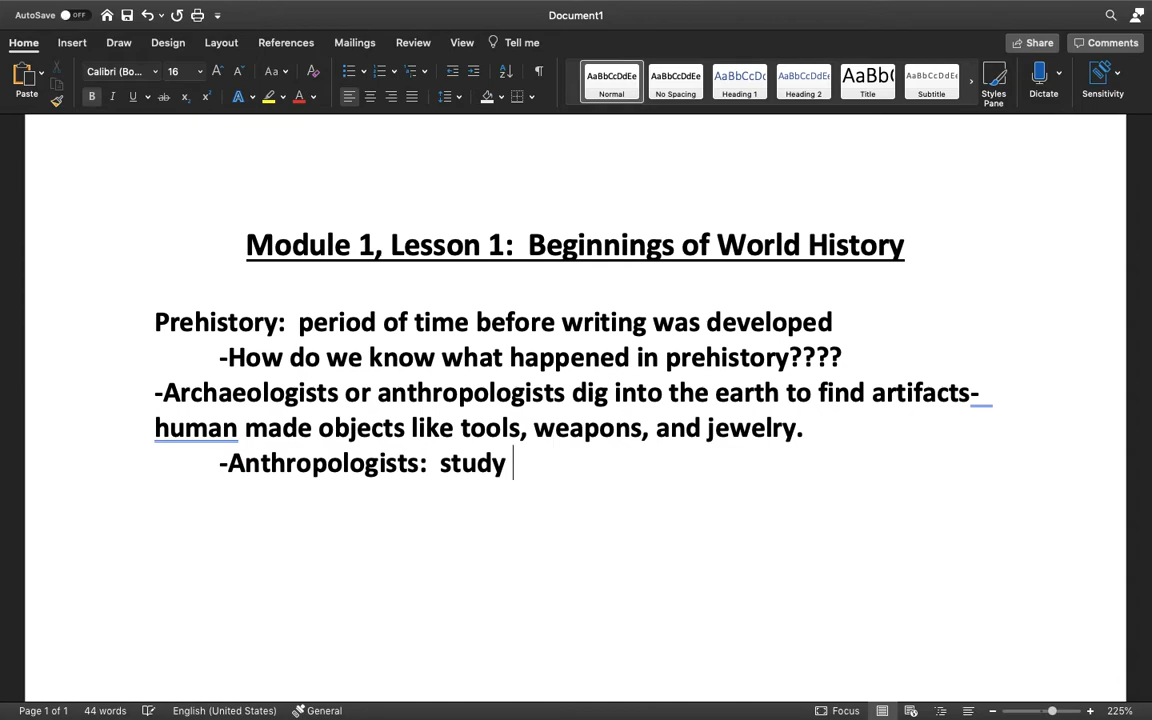 AutoSave OFF Document1
Home Insert Draw Design Layout References Mailings Review View Tell me Share Comments
Paste Calibri (Bo... 16 Aa AaBbCcDdEe Normal AaBbCcDdEe No Spacing AaBbCcDc Heading 1 AaBbCcDdEe Heading 2 AaBbC Title AaBbCcDdEe Subtitle Styles Pane Dictate Sensitivity
Module 1, Lesson 1:  Beginnings of World History
Prehistory:  period of time before writing was developed
-How do we know what happened in prehistory????
-Archaeologists or anthropologists dig into the earth to find artifacts-
human made objects like tools, weapons, and jewelry.
-Anthropologists:  study
Page 1 of 1 44 words English (United States) General Focus 225%